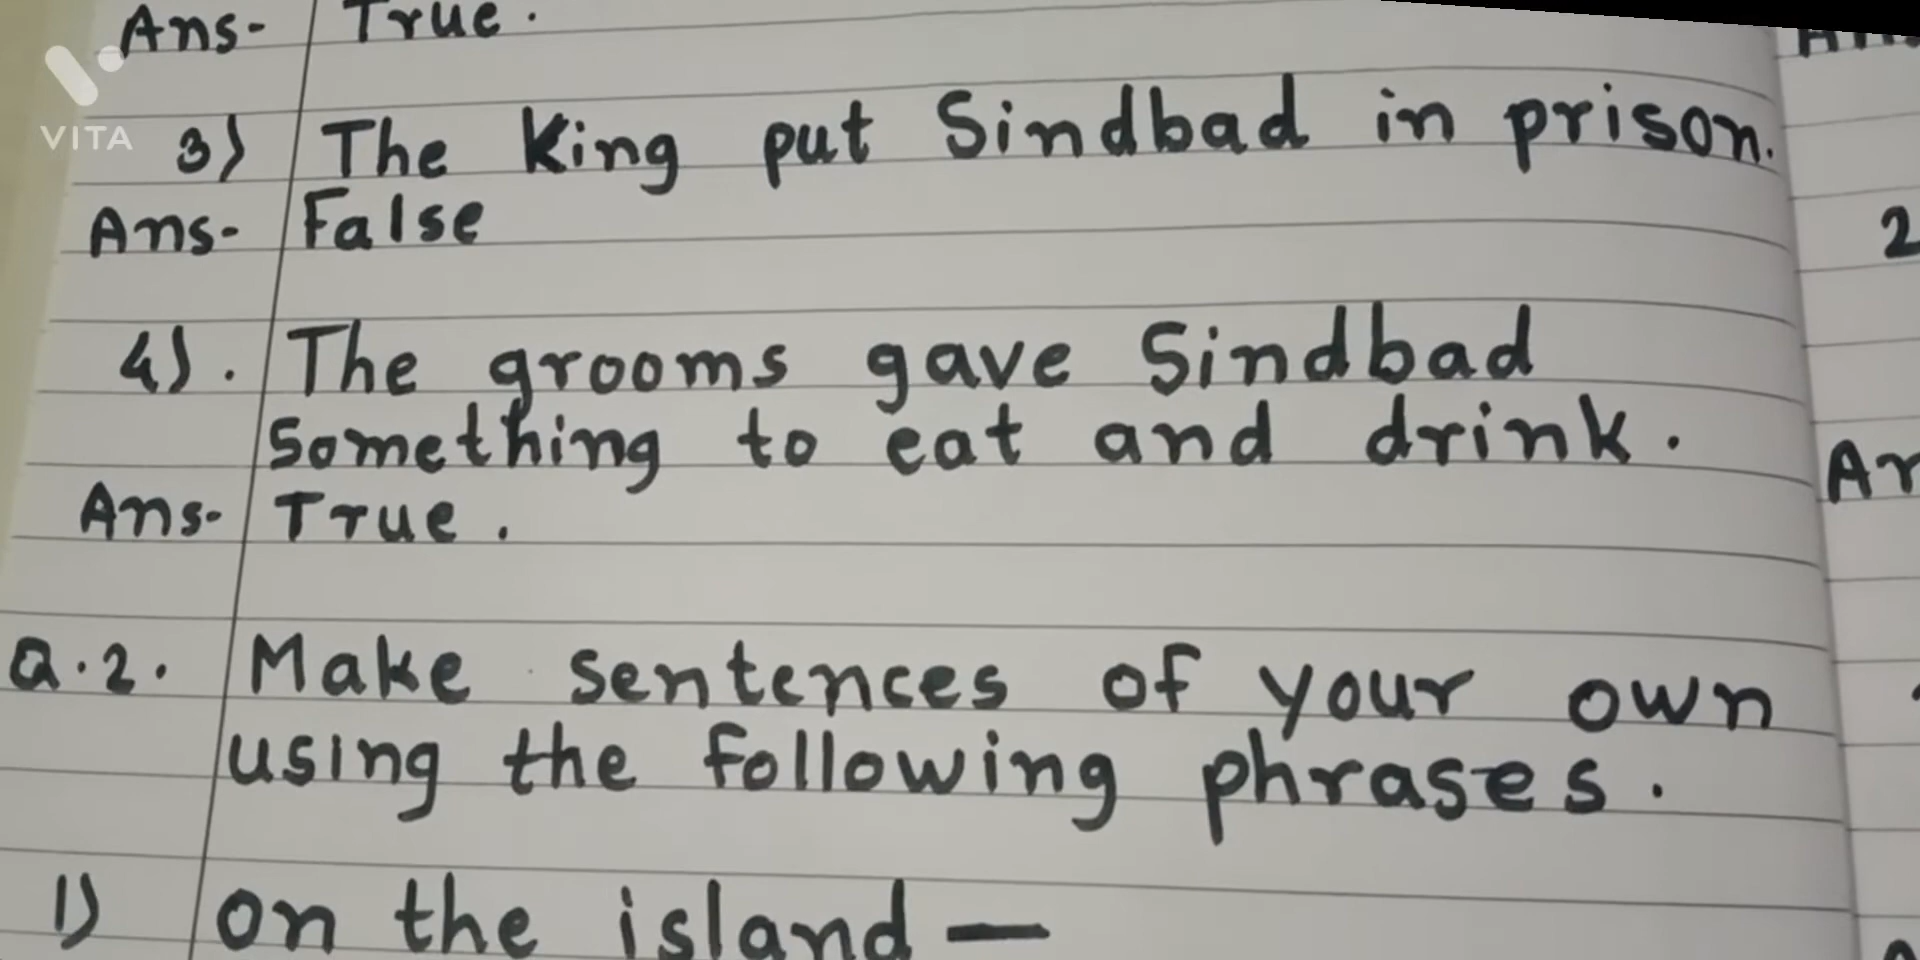 Ans- True.
VITA
3) The King put Sindbad in prison.
Ans- False
4). The grooms gave Sindbad
Something to eat and drink.
Ans- True.
Q.2. Make sentences of your own
using the following phrases.
1) on the island —
2